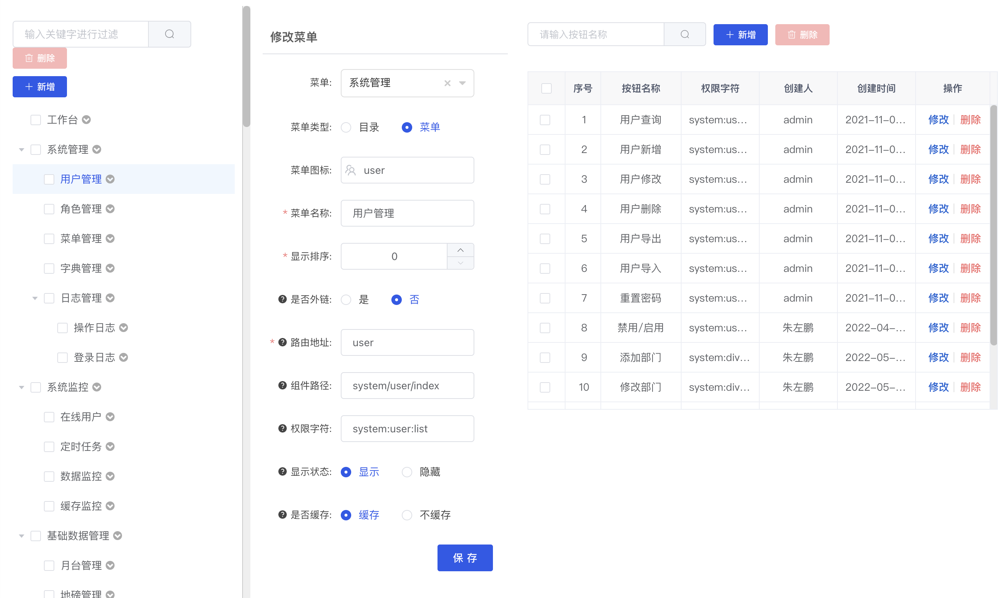 输入关键字进行过滤
删除
新增
工作台
系统管理
用户管理
角色管理
菜单管理
字典管理
日志管理
操作日志
登录日志
系统监控
在线用户
定时任务
数据监控
缓存监控
基础数据管理
月台管理
地磅管理
修改菜单
菜单: 系统管理
菜单类型: 目录 菜单
菜单图标: user
* 菜单名称: 用户管理
* 显示排序: 0
是否外链: 是 否
* 路由地址: user
组件路径: system/user/index
权限字符: system:user:list
显示状态: 显示 隐藏
是否缓存: 缓存 不缓存
保 存
请输入按钮名称 新增 删除
序号 按钮名称 权限字符 创建人 创建时间 操作
1 用户查询 system:us... admin 2021-11-0... 修改 删除
2 用户新增 system:us... admin 2021-11-0... 修改 删除
3 用户修改 system:us... admin 2021-11-0... 修改 删除
4 用户删除 system:us... admin 2021-11-0... 修改 删除
5 用户导出 system:us... admin 2021-11-0... 修改 删除
6 用户导入 system:us... admin 2021-11-0... 修改 删除
7 重置密码 system:us... admin 2021-11-0... 修改 删除
8 禁用/启用 system:us... 朱左鹏 2022-04-... 修改 删除
9 添加部门 system:div... 朱左鹏 2022-05-... 修改 删除
10 修改部门 system:div... 朱左鹏 2022-05-... 修改 删除